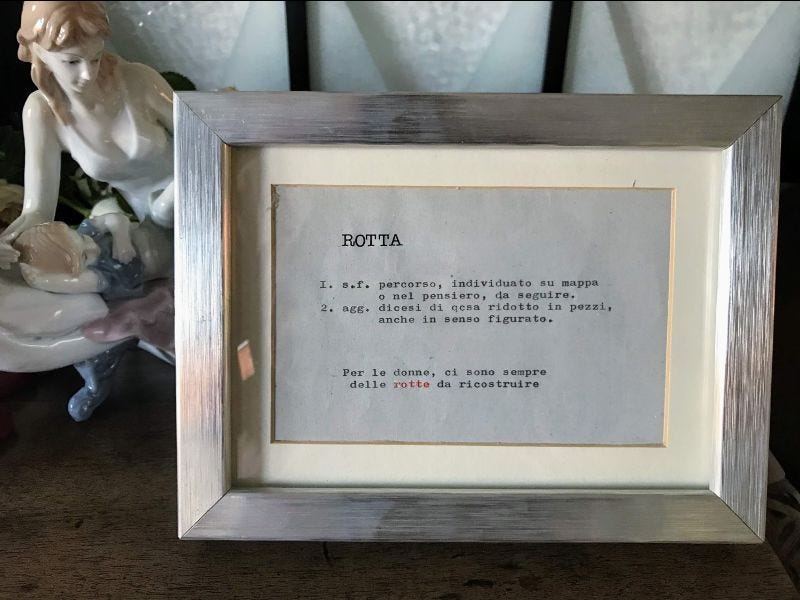 ROTTA
I. s.f. percorso, individuato su mappa
o nel pensiero, da seguire.
2. agg. dicesi di qcsa ridotto in pezzi,
anche in senso figurato.
Per le donne, ci sono sempre
delle rotte da ricostruire